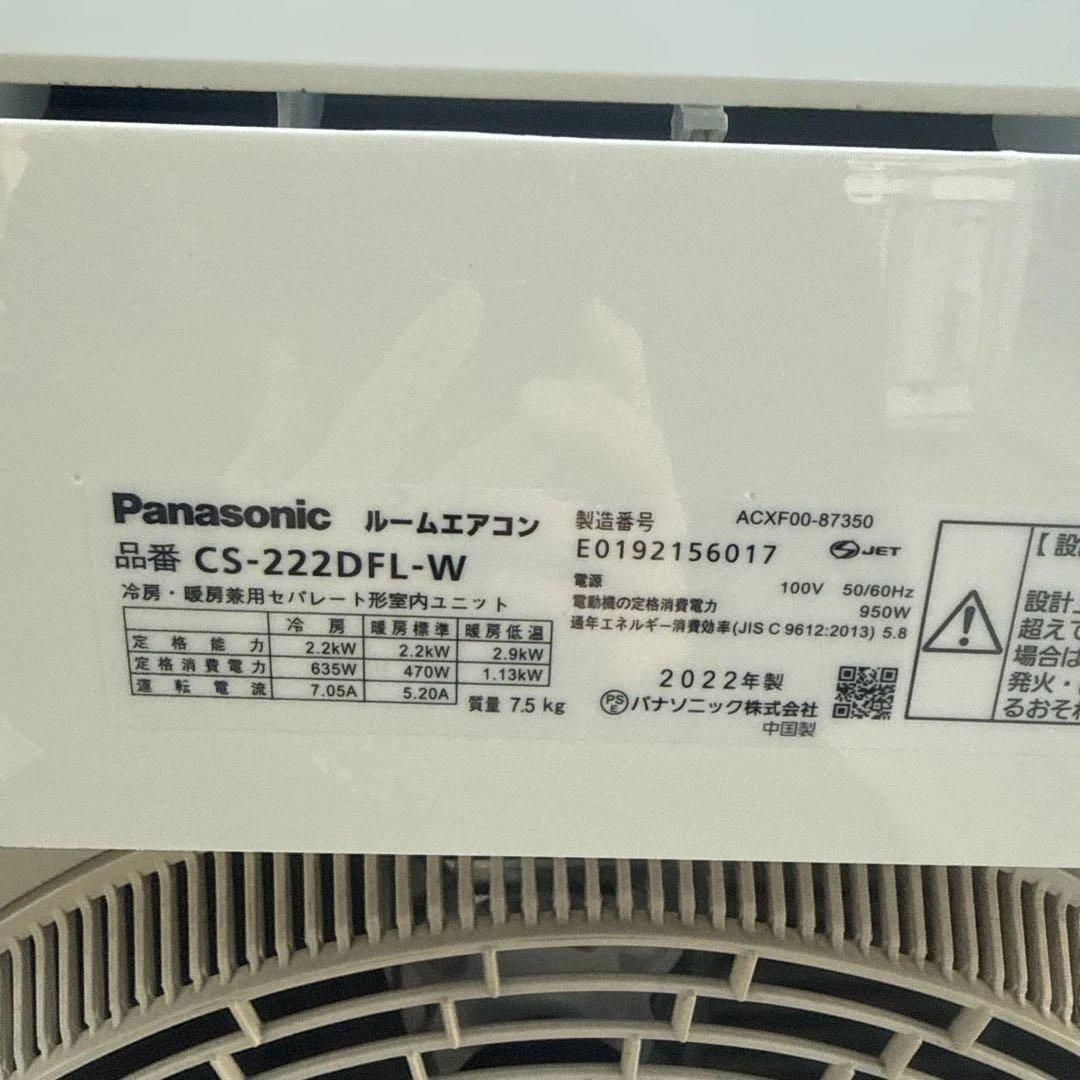 Panasonic ルームエアコン
品番 CS-222DFL-W
冷房・暖房兼用セパレート形室内ユニット
冷房 暖房標準 暖房低温
定格能力 2.2kW 2.2kW 2.9kW
定格消費電力 635W 470W 1.13kW
運転電流 7.05A 5.20A
質量 7.5 kg
製造番号 ACXF00-87350
E0192156017 JET
電源 100V 50/60Hz
電動機の定格消費電力 950W
通年エネルギー消費効率(JIS C 9612:2013) 5.8
2022年製
PSE パナソニック株式会社
中国製
【設
設計上
超えて
場合は
発火・
るおそれ